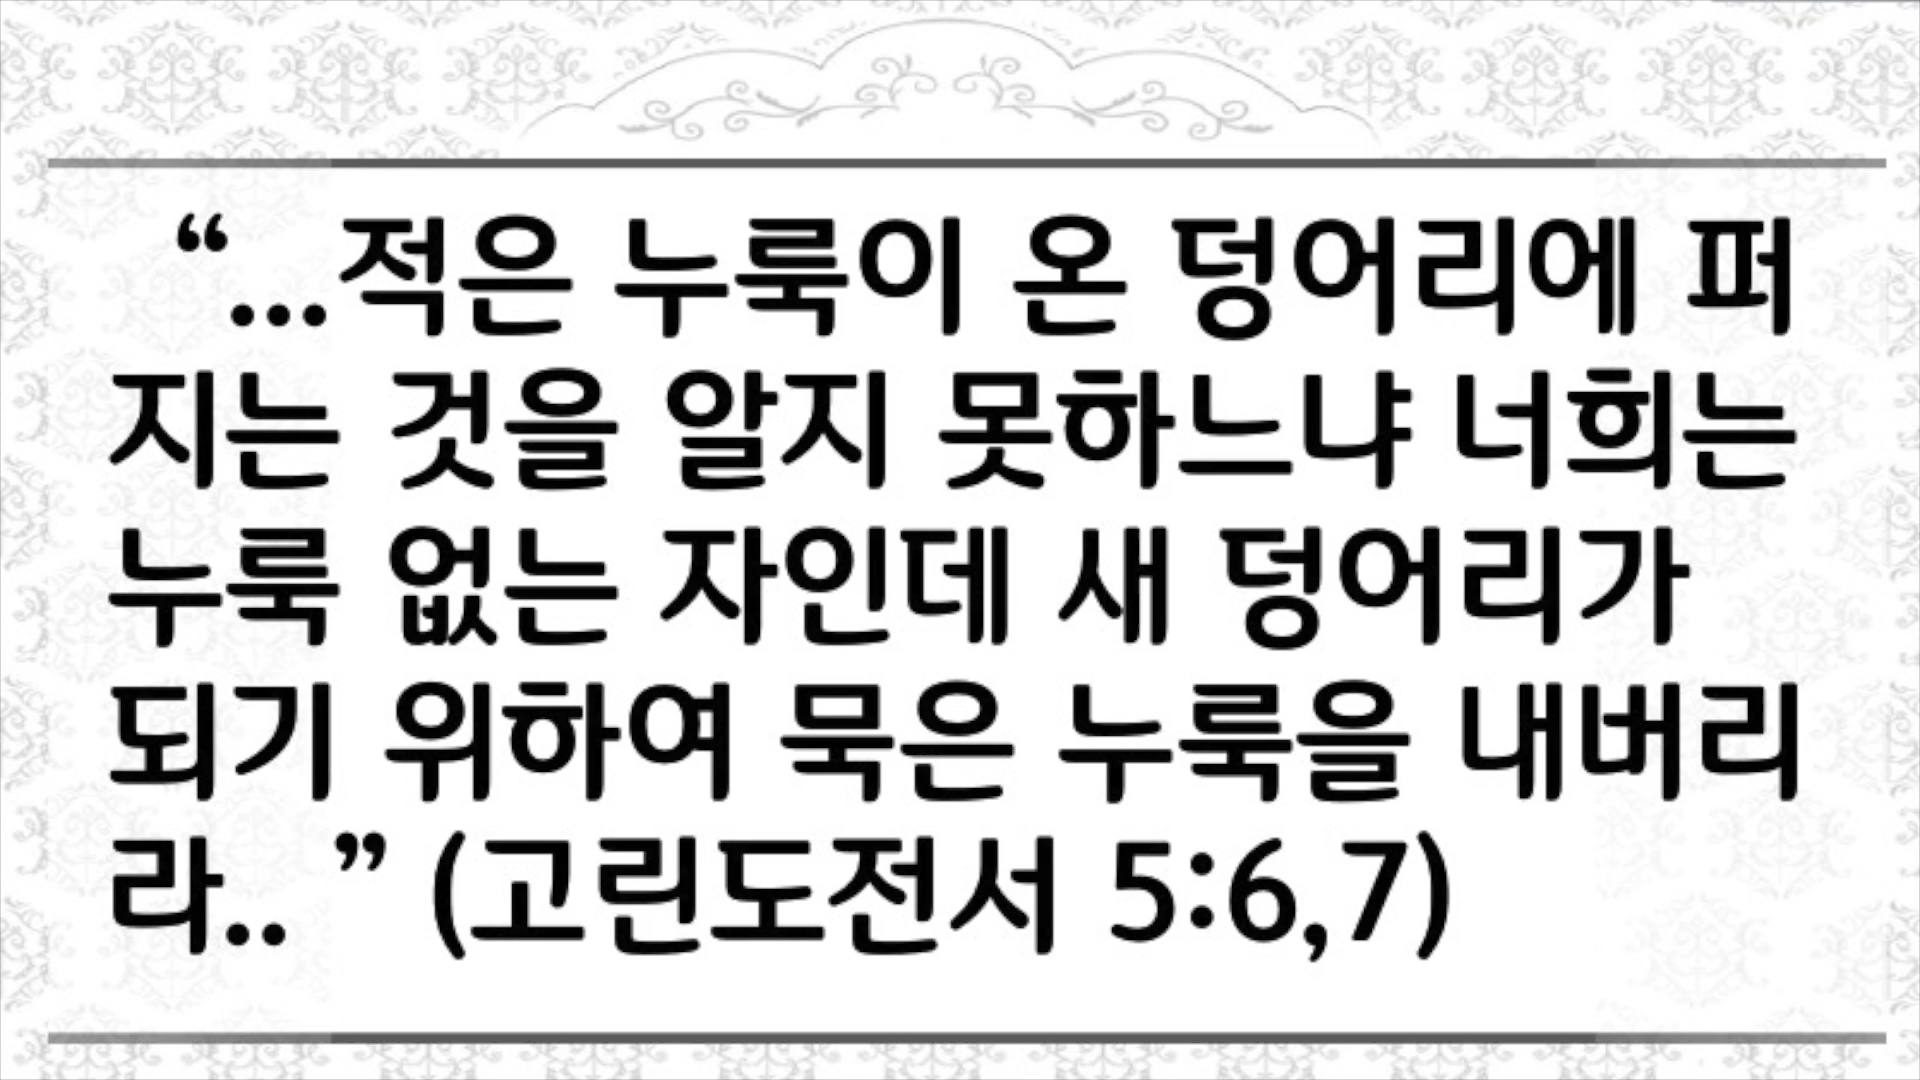 “...적은 누룩이 온 덩어리에 퍼
지는 것을 알지 못하느냐 너희는
누룩 없는 자인데 새 덩어리가
되기 위하여 묵은 누룩을 내버리
라..” (고린도전서 5:6,7)